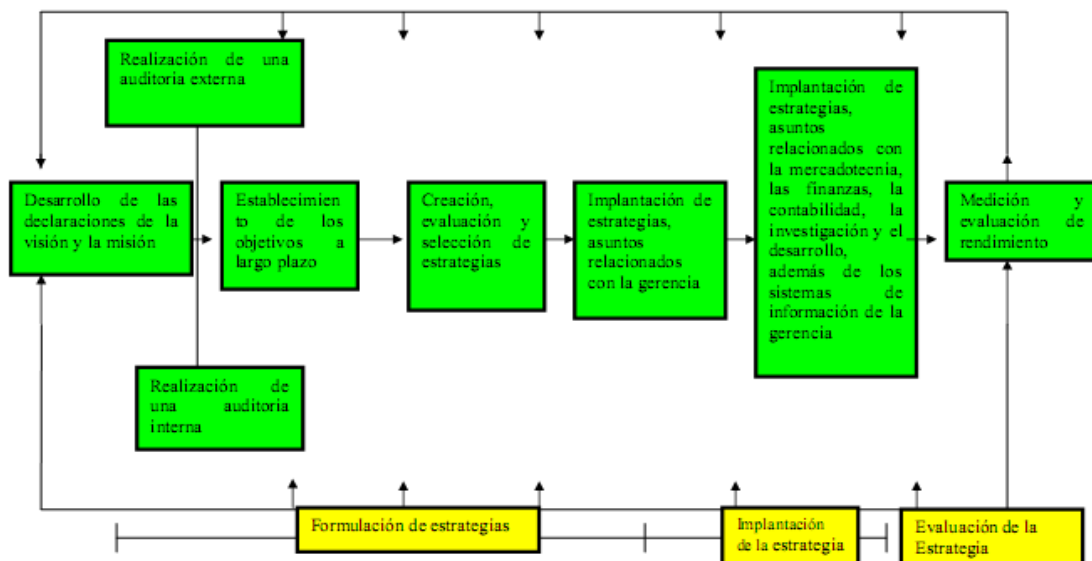 Realización de una
auditoria externa
Desarrollo de las
declaraciones de la
visión y la misión
Realización de
una auditoria
interna
Establecimien
to de los
objetivos a
largo plazo
Creación,
evaluación y
selección de
estrategias
Implantación de
estrategias,
asuntos
relacionados
con la gerencia
Implantación de
estrategias,
asuntos
relacionados con
la mercadotecnia,
las finanzas, la
contabilidad, la
investigación y el
desarrollo,
además de los
sistemas de
información de la
gerencia
Medición y
evaluación de
rendimiento
Formulación de estrategias
Implantación
de la estrategia
Evaluación de la
Estrategia